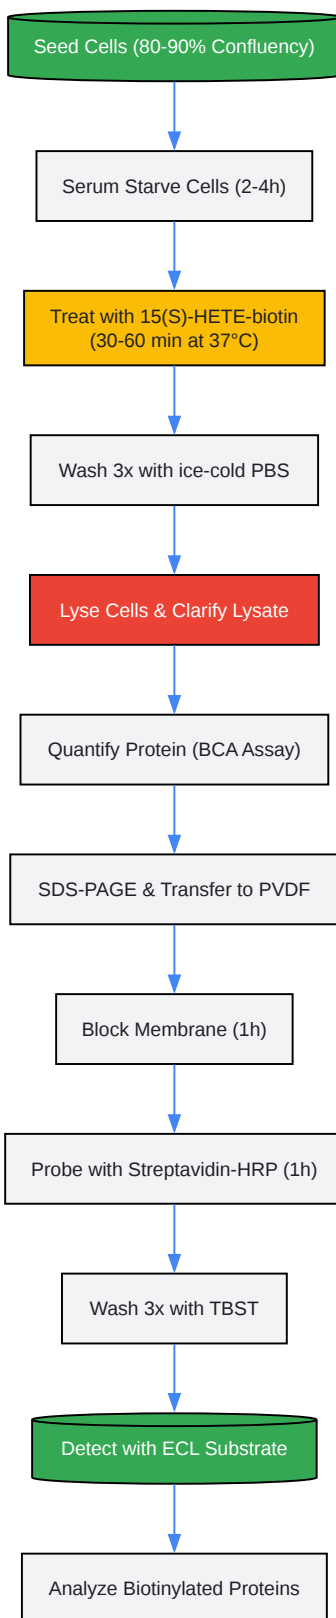 Seed Cells (80-90% Confluency)
Serum Starve Cells (2-4h)
Treat with 15(S)-HETE-biotin
(30-60 min at 37°C)
Wash 3x with ice-cold PBS
Lyse Cells & Clarify Lysate
Quantify Protein (BCA Assay)
SDS-PAGE & Transfer to PVDF
Block Membrane (1h)
Probe with Streptavidin-HRP (1h)
Wash 3x with TBST
Detect with ECL Substrate
Analyze Biotinylated Proteins